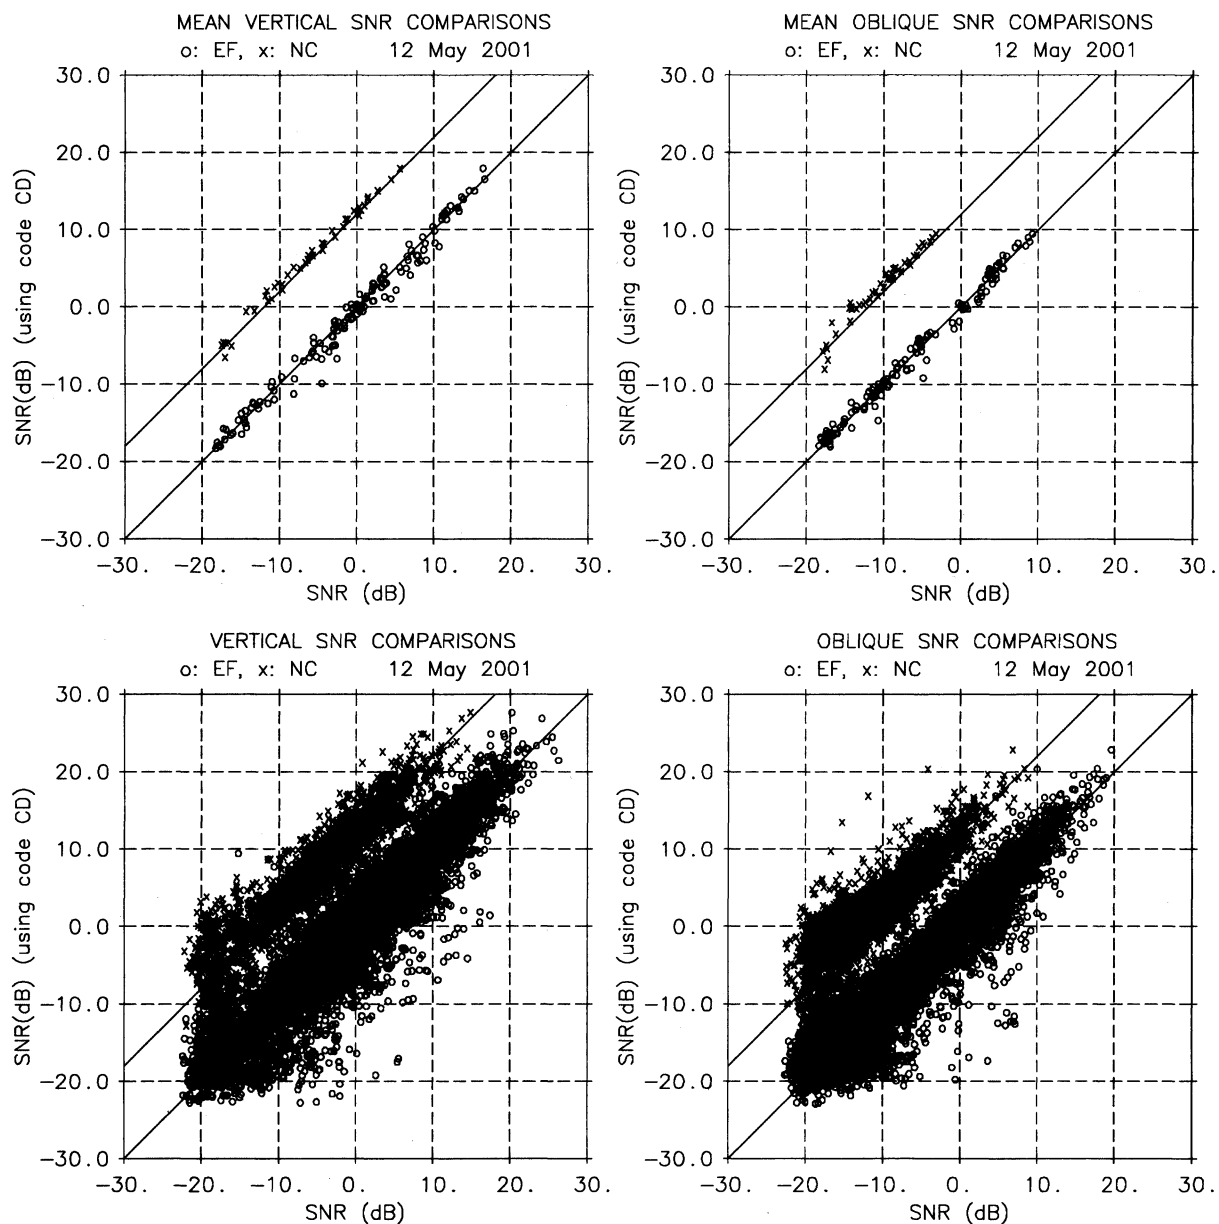 MEAN VERTICAL SNR COMPARISONS
o: EF, x: NC 12 May 2001
30.0
20.0
10.0
0.0
-10.0
-20.0
-30.0
SNR(dB) (using code CD)
-30. -20. -10. 0. 10. 20. 30.
SNR (dB)
MEAN OBLIQUE SNR COMPARISONS
o: EF, x: NC 12 May 2001
30.0
20.0
10.0
0.0
-10.0
-20.0
-30.0
SNR(dB) (using code CD)
-30. -20. -10. 0. 10. 20. 30.
SNR (dB)
VERTICAL SNR COMPARISONS
o: EF, x: NC 12 May 2001
30.0
20.0
10.0
0.0
-10.0
-20.0
-30.0
SNR(dB) (using code CD)
-30. -20. -10. 0. 10. 20. 30.
SNR (dB)
OBLIQUE SNR COMPARISONS
o: EF, x: NC 12 May 2001
30.0
20.0
10.0
0.0
-10.0
-20.0
-30.0
SNR(dB) (using code CD)
-30. -20. -10. 0. 10. 20. 30.
SNR (dB)